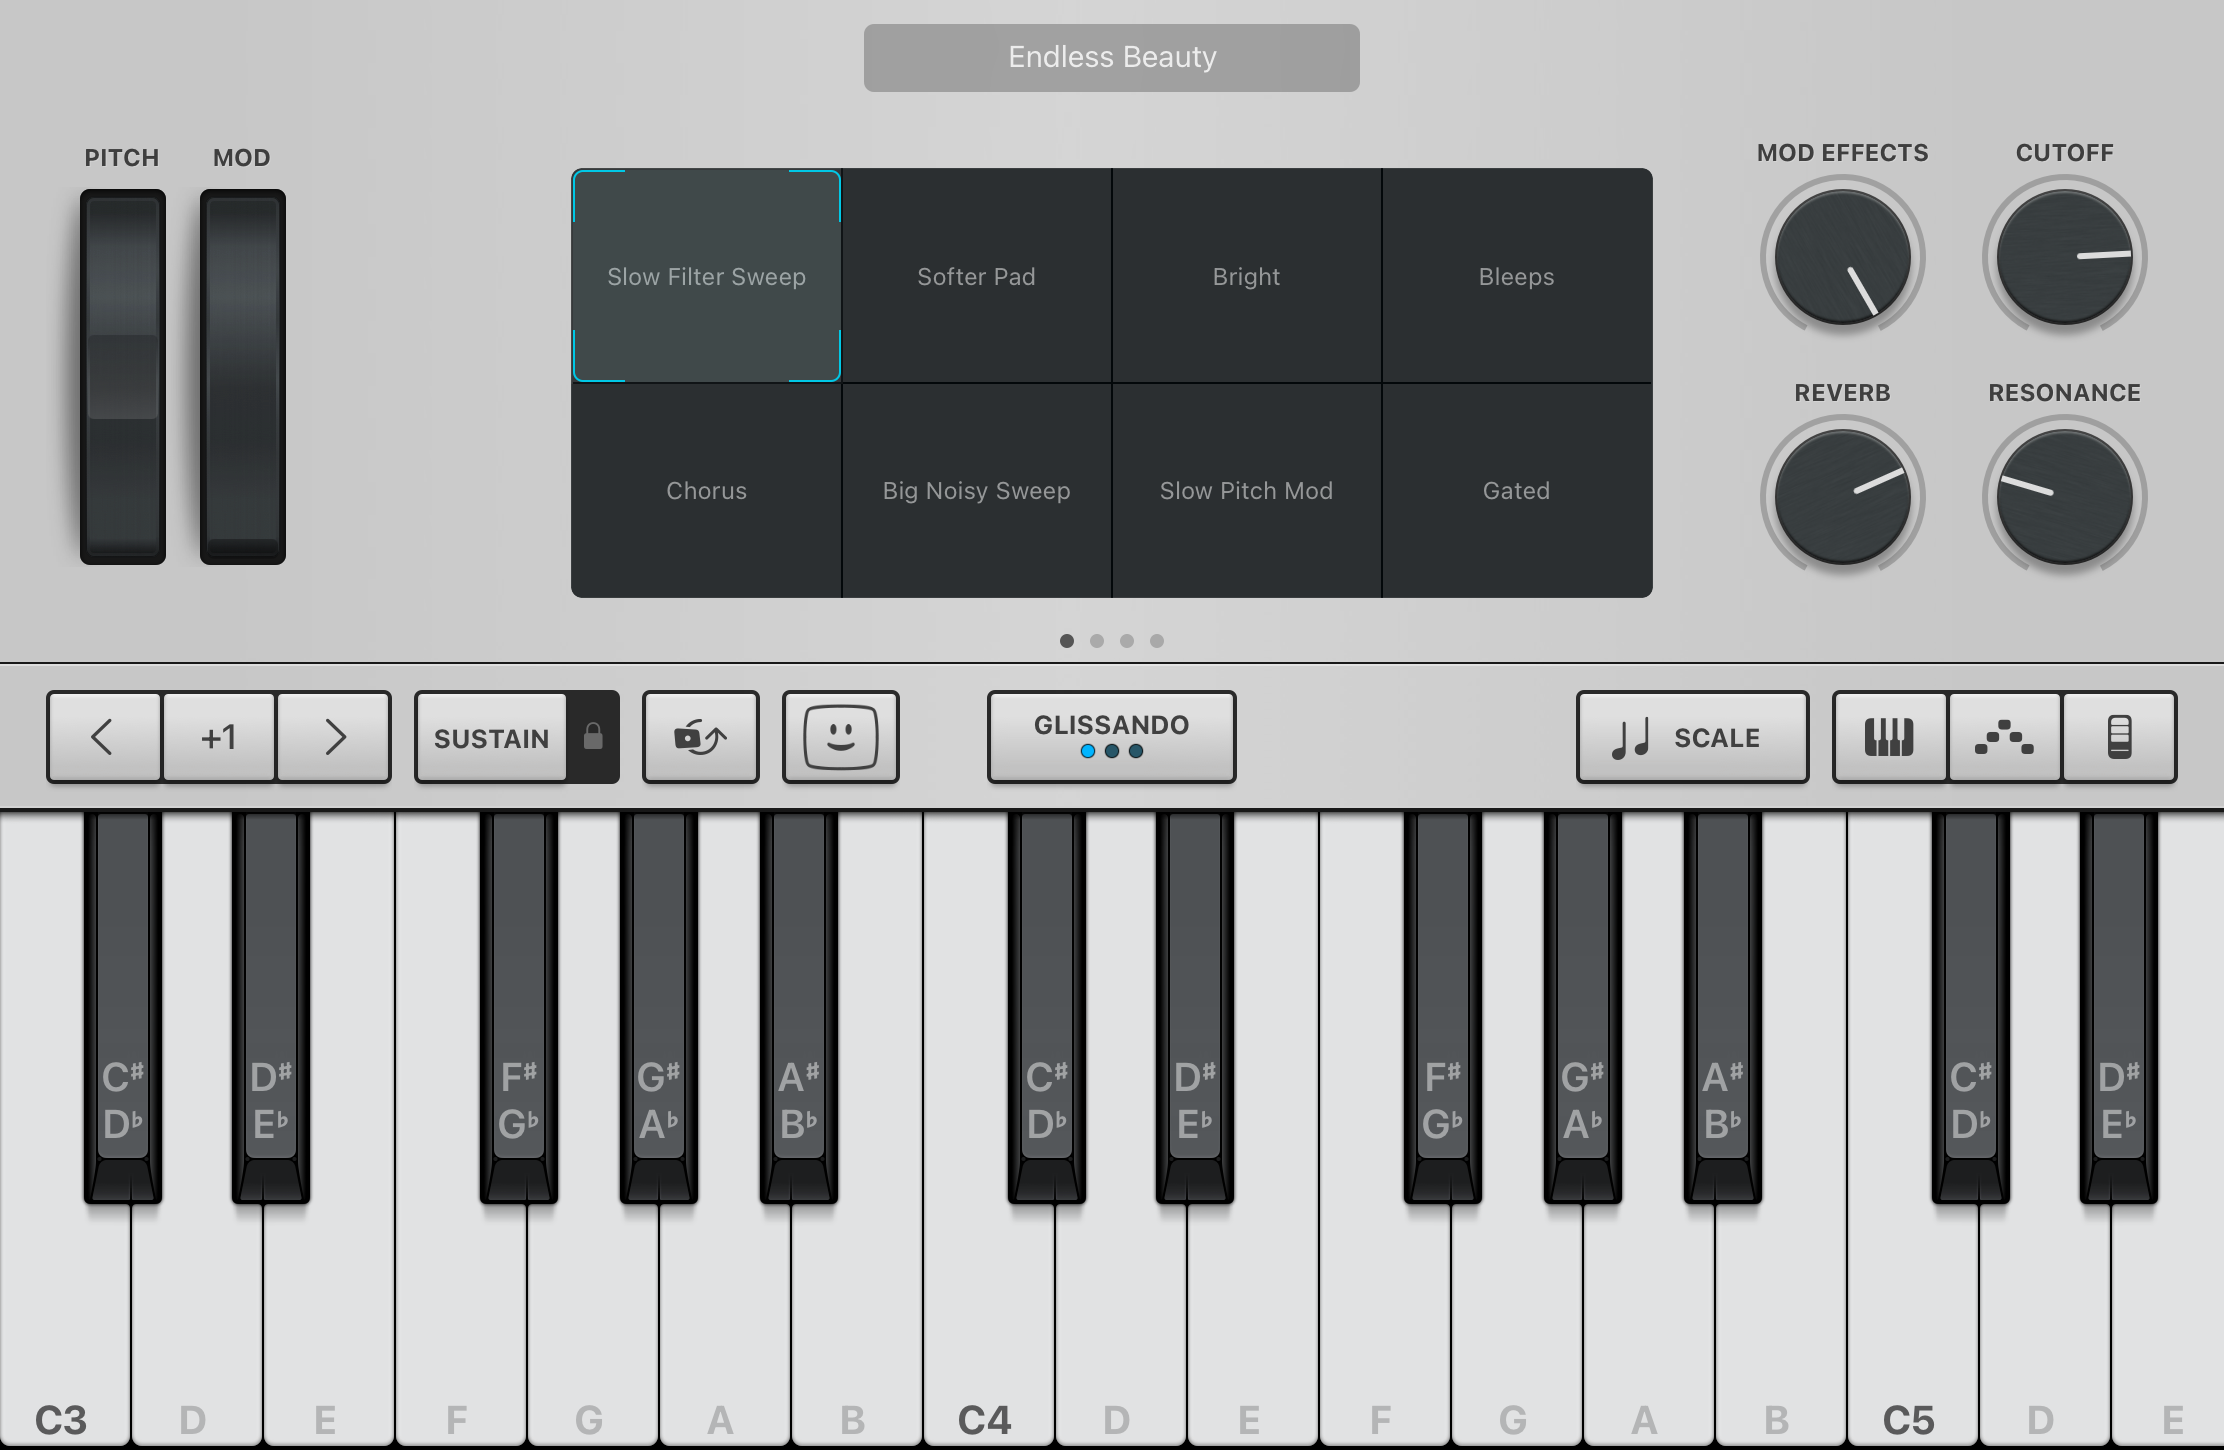 Endless Beauty
PITCH MOD
MOD EFFECTS CUTOFF
Slow Filter Sweep Softer Pad Bright Bleeps
REVERB RESONANCE
Chorus Big Noisy Sweep Slow Pitch Mod Gated
+1 SUSTAIN GLISSANDO SCALE
C♯ D♯ F♯ G♯ A♯ C♯ D♯ F♯ G♯ A♯ C♯ D♯
D♭ E♭ G♭ A♭ B♭ D♭ E♭ G♭ A♭ B♭ D♭ E♭
C3 D E F G A B C4 D E F G A B C5 D E